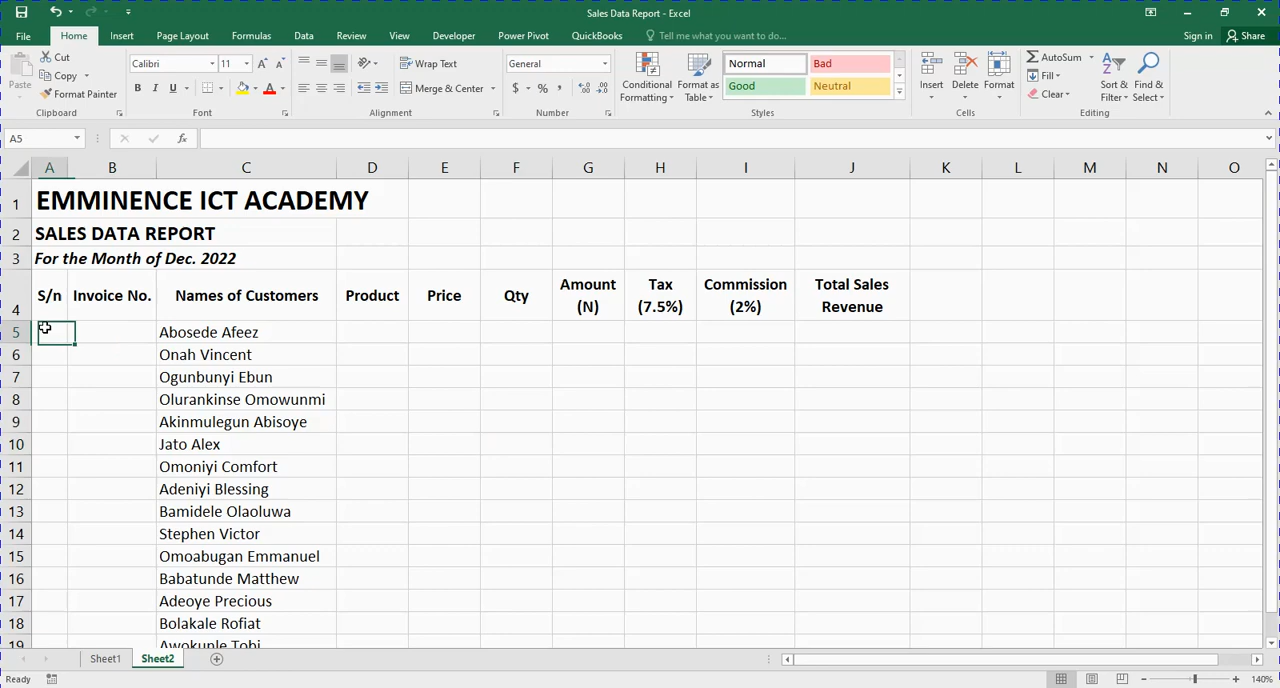 Sales Data Report - Excel
File Home Insert Page Layout Formulas Data Review View Developer Power Pivot QuickBooks Tell me what you want to do... Sign in Share
Paste
Cut
Copy
Format Painter
Clipboard
Calibri
B I U
Font
Wrap Text
Merge & Center
Alignment
General
$ % ,
Number
Conditional
Formatting
Format as
Table
Normal Bad
Good Neutral
Styles
Insert Delete Format
Cells
AutoSum
Fill
Clear
Sort &
Filter
Find &
Select
Editing
A5 fx
A B C D E F G H I J K L M N O
1 EMMINENCE ICT ACADEMY
2 SALES DATA REPORT
3 For the Month of Dec. 2022
4 S/n Invoice No. Names of Customers Product Price Qty Amount (N) Tax (7.5%) Commission (2%) Total Sales Revenue
5 Abosede Afeez
6 Onah Vincent
7 Ogunbunyi Ebun
8 Olurankinse Omowunmi
9 Akinmulegun Abisoye
10 Jato Alex
11 Omoniyi Comfort
12 Adeniyi Blessing
13 Bamidele Olaoluwa
14 Stephen Victor
15 Omoabugan Emmanuel
16 Babatunde Matthew
17 Adeoye Precious
18 Bolakale Rofiat
19 Awokunle Tobi
Sheet1 Sheet2
Ready 140%